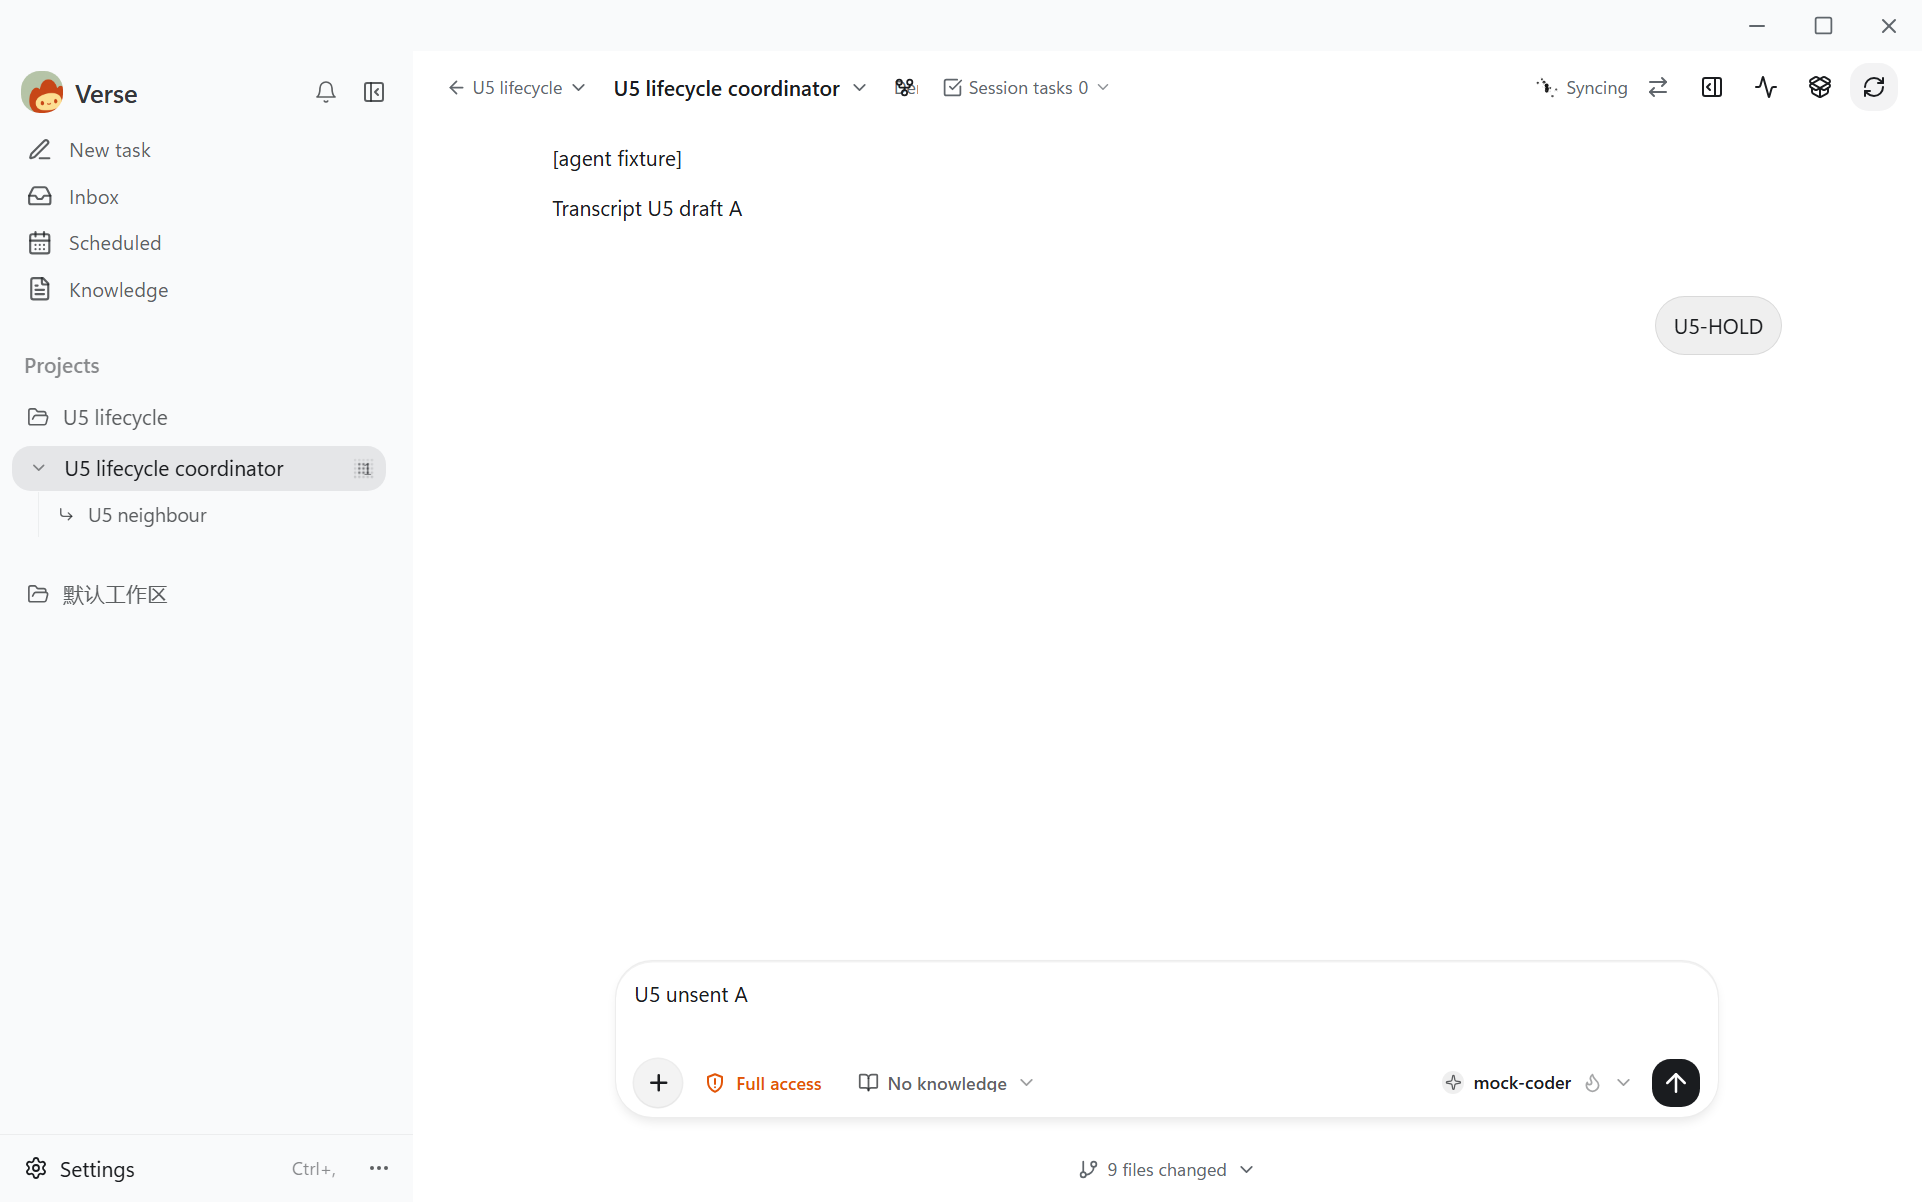 Verse
New task
Inbox
Scheduled
Knowledge
Projects
U5 lifecycle
U5 lifecycle coordinator
1
U5 neighbour
默认工作区
Settings
Ctrl+,
U5 lifecycle
U5 lifecycle coordinator
Session tasks 0
Syncing
[agent fixture]
Transcript U5 draft A
U5-HOLD
U5 unsent A
Full access
No knowledge
mock-coder
9 files changed